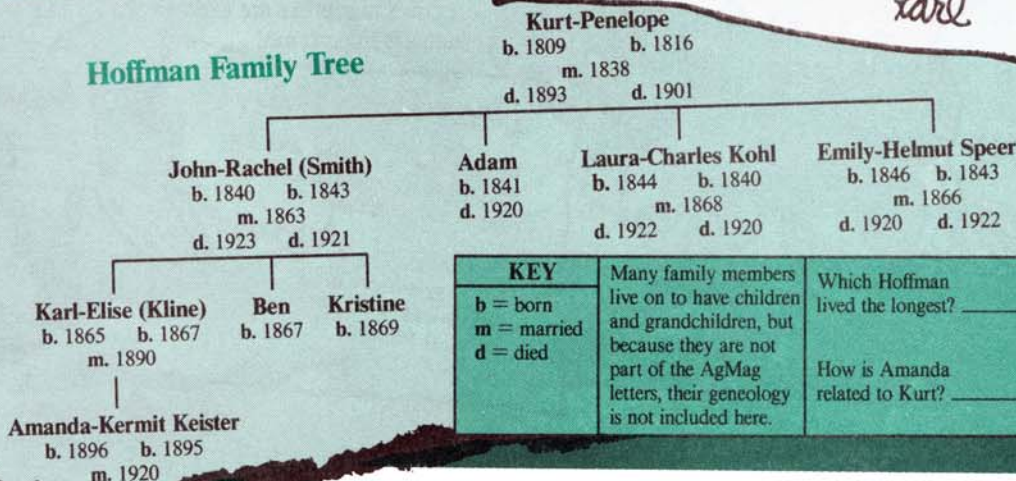 Karl
Kurt-Penelope
b. 1809 b. 1816
m. 1838
d. 1893 d. 1901
Hoffman Family Tree
John-Rachel (Smith)
b. 1840 b. 1843
m. 1863
d. 1923 d. 1921
Adam
b. 1841
d. 1920
Laura-Charles Kohl
b. 1844 b. 1840
m. 1868
d. 1922 d. 1920
Emily-Helmut Speer
b. 1846 b. 1843
m. 1866
d. 1920 d. 1922
Karl-Elise (Kline)
b. 1865 b. 1867
m. 1890
Ben
b. 1867
Kristine
b. 1869
Amanda-Kermit Keister
b. 1896 b. 1895
m. 1920
KEY
b = born
m = married
d = died
Many family members
live on to have children
and grandchildren, but
because they are not
part of the AgMag
letters, their geneology
is not included here.
Which Hoffman
lived the longest?
How is Amanda
related to Kurt?